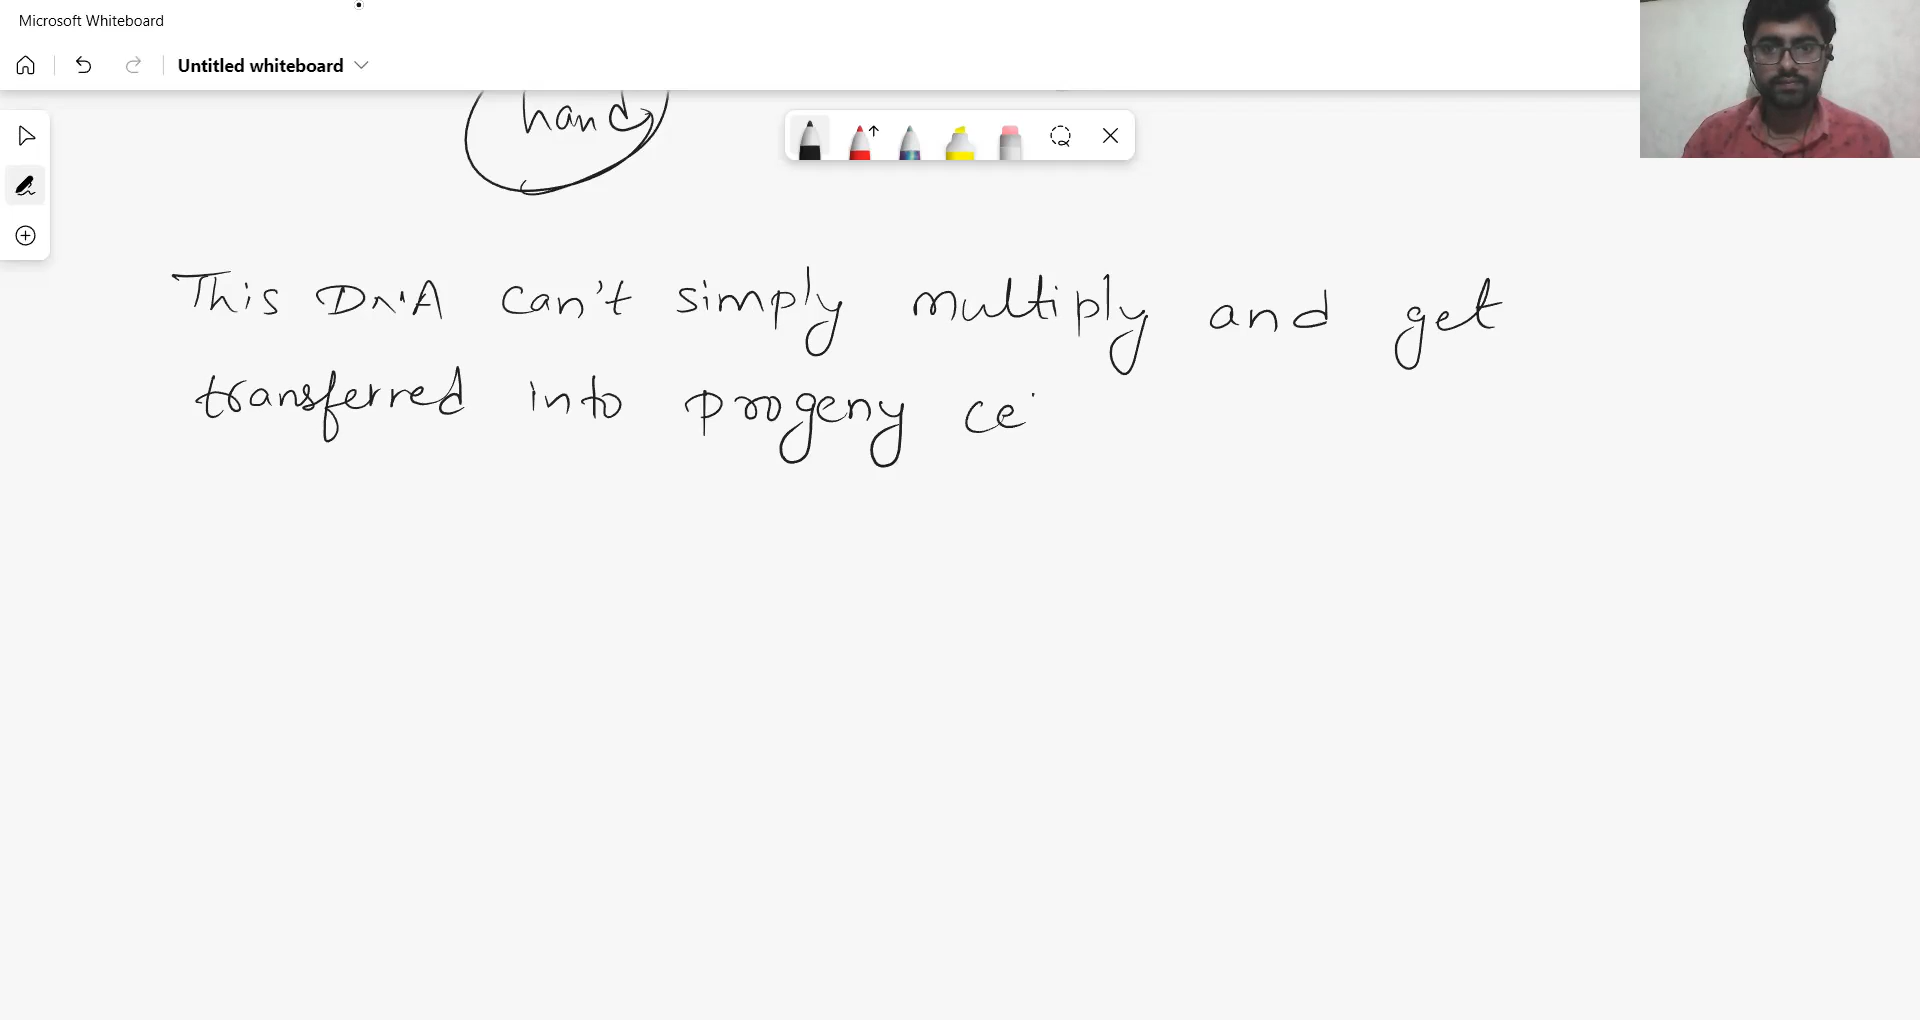 Microsoft Whiteboard
Untitled whiteboard
hand
This DNA can't simply multiply and get
transferred into progeny ce